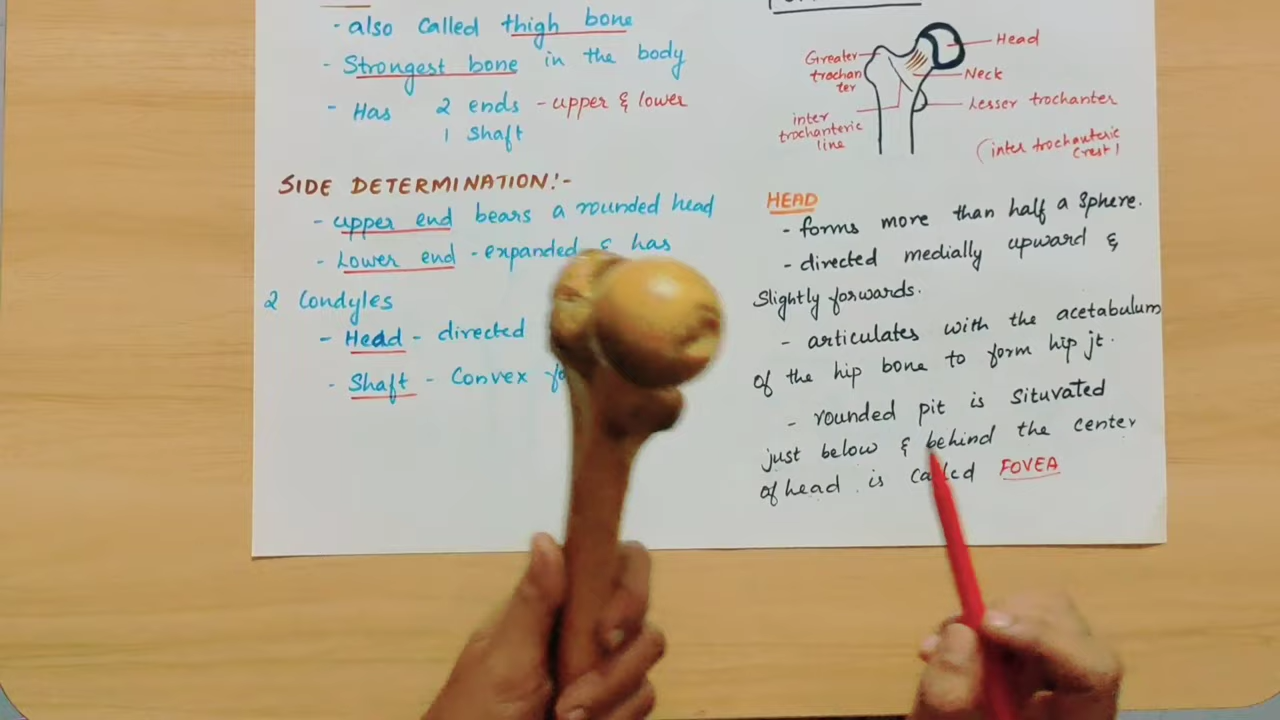 - also called thigh bone
- Strongest bone in the body
- Has 2 ends - upper & lower
1 Shaft
SIDE DETERMINATION:-
- upper end bears a rounded head
- Lower end - expanded & has
2 Condyles
- Head - directed
- Shaft - Convex
Greater
trochan
ter
Head
Neck
Lesser trochanter
inter
trochanteric
line
(inter trochanteric
crest)
HEAD
- forms more than half a Sphere.
- directed medially upward &
Slightly forwards.
- articulates with the acetabulum
of the hip bone to form hip jt.
- rounded pit is situvated
just below & behind the center
of head is called FOVEA